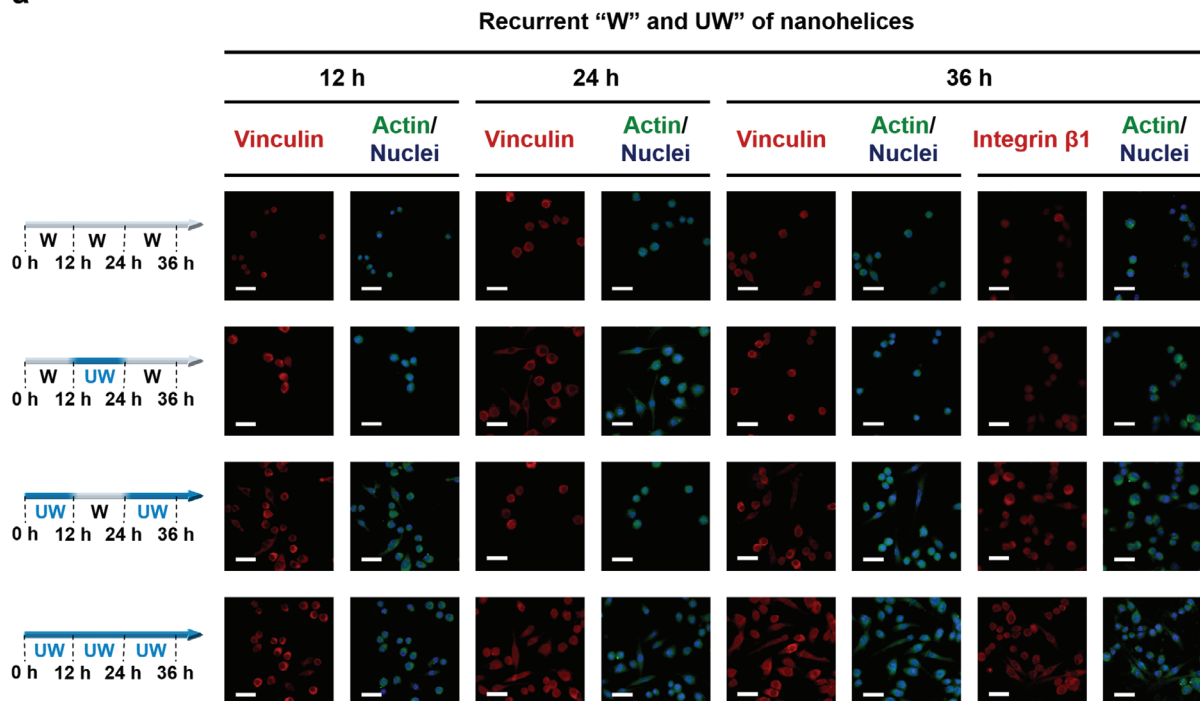 a
Recurrent “W” and UW” of nanohelices
12 h 24 h 36 h
Vinculin Actin/ Nuclei Vinculin Actin/ Nuclei Vinculin Actin/ Nuclei Integrin β1 Actin/ Nuclei
W W W
0 h 12 h 24 h 36 h
W UW W
0 h 12 h 24 h 36 h
UW W UW
0 h 12 h 24 h 36 h
UW UW UW
0 h 12 h 24 h 36 h